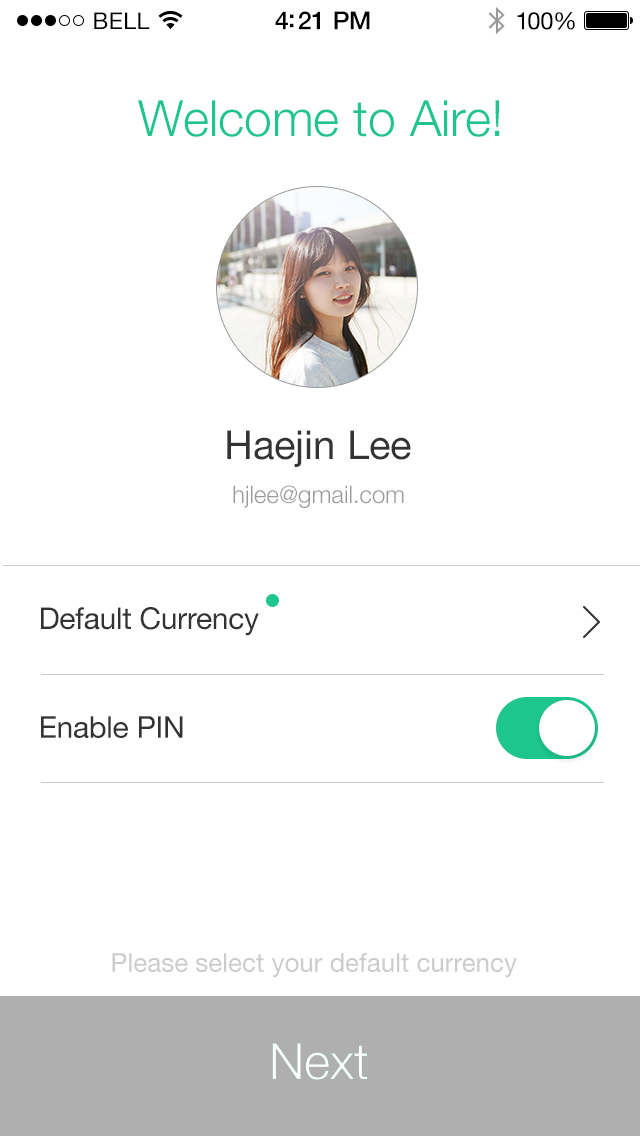 BELL 4:21 PM 100%
Welcome to Aire!
Haejin Lee
hjlee@gmail.com
Default Currency
Enable PIN
Please select your default currency
Next